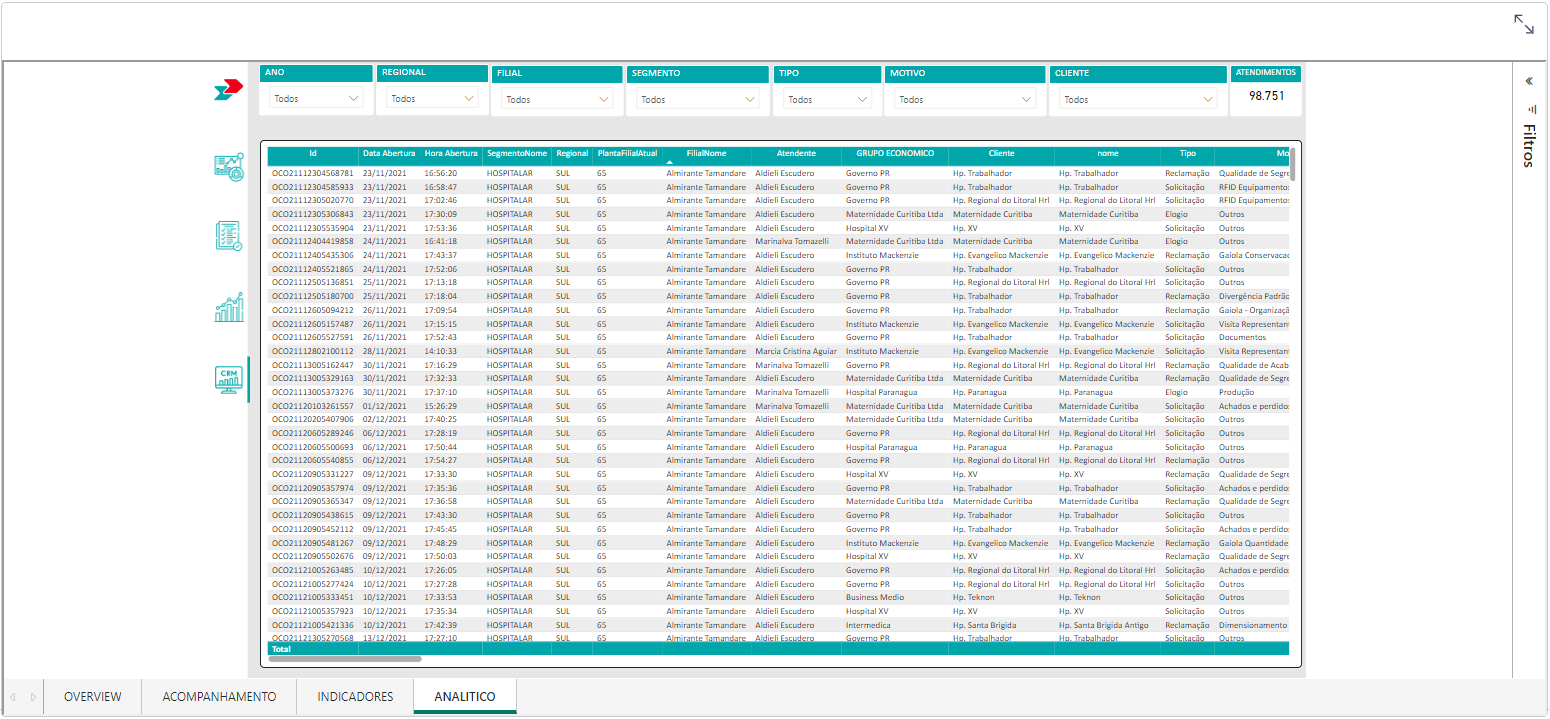 ANO REGIONAL FILIAL SEGMENTO TIPO MOTIVO CLIENTE ATENDIMENTOS
Todos Todos Todos Todos Todos Todos Todos 98.751
Filtros
Id Data Abertura Hora Abertura SegmentoNome Regional PlantaFilialAtual FilialNome Atendente GRUPO ECONOMICO Cliente nome Tipo Mo
OCO21112304568781 23/11/2021 16:56:20 HOSPITALAR SUL 65 Almirante Tamandare Aldieli Escudero Governo PR Hp. Trabalhador Hp. Trabalhador Reclamação Qualidade de Segre
OCO21112304585933 23/11/2021 16:58:47 HOSPITALAR SUL 65 Almirante Tamandare Aldieli Escudero Governo PR Hp. Trabalhador Hp. Trabalhador Solicitação RFID Equipamentos
OCO21112305020770 23/11/2021 17:02:46 HOSPITALAR SUL 65 Almirante Tamandare Aldieli Escudero Governo PR Hp. Regional do Litoral Hrl Hp. Regional do Litoral Hrl Solicitação RFID Equipamentos
OCO21112305306843 23/11/2021 17:30:09 HOSPITALAR SUL 65 Almirante Tamandare Aldieli Escudero Maternidade Curitiba Ltda Maternidade Curitiba Maternidade Curitiba Elogio Outros
OCO21112305535904 23/11/2021 17:53:36 HOSPITALAR SUL 65 Almirante Tamandare Aldieli Escudero Hospital XV Hp. XV Hp. XV Solicitação Outros
OCO21112404419858 24/11/2021 16:41:18 HOSPITALAR SUL 65 Almirante Tamandare Marinalva Tomazelli Maternidade Curitiba Ltda Maternidade Curitiba Maternidade Curitiba Elogio Outros
OCO21112405435306 24/11/2021 17:43:37 HOSPITALAR SUL 65 Almirante Tamandare Aldieli Escudero Instituto Mackenzie Hp. Evangelico Mackenzie Hp. Evangelico Mackenzie Reclamação Gaiola Conservacac
OCO21112405521865 24/11/2021 17:52:06 HOSPITALAR SUL 65 Almirante Tamandare Aldieli Escudero Governo PR Hp. Trabalhador Hp. Trabalhador Solicitação Outros
OCO21112505136851 25/11/2021 17:13:18 HOSPITALAR SUL 65 Almirante Tamandare Aldieli Escudero Governo PR Hp. Regional do Litoral Hrl Hp. Regional do Litoral Hrl Solicitação Outros
OCO21112505180700 25/11/2021 17:18:04 HOSPITALAR SUL 65 Almirante Tamandare Aldieli Escudero Governo PR Hp. Trabalhador Hp. Trabalhador Reclamação Divergência Padrão
OCO21112605094212 26/11/2021 17:09:54 HOSPITALAR SUL 65 Almirante Tamandare Aldieli Escudero Governo PR Hp. Trabalhador Hp. Trabalhador Reclamação Gaiola - Organizaçã
OCO21112605157487 26/11/2021 17:15:15 HOSPITALAR SUL 65 Almirante Tamandare Aldieli Escudero Instituto Mackenzie Hp. Evangelico Mackenzie Hp. Evangelico Mackenzie Solicitação Visita Representant
OCO21112605527591 26/11/2021 17:52:43 HOSPITALAR SUL 65 Almirante Tamandare Aldieli Escudero Governo PR Hp. Trabalhador Hp. Trabalhador Solicitação Documentos
OCO21112802100112 28/11/2021 14:10:33 HOSPITALAR SUL 65 Almirante Tamandare Marcia Cristina Aguiar Instituto Mackenzie Hp. Evangelico Mackenzie Hp. Evangelico Mackenzie Solicitação Visita Representant
OCO21113005162447 30/11/2021 17:16:29 HOSPITALAR SUL 65 Almirante Tamandare Marinalva Tomazelli Governo PR Hp. Regional do Litoral Hrl Hp. Regional do Litoral Hrl Reclamação Qualidade de Acab
OCO21113005329163 30/11/2021 17:32:33 HOSPITALAR SUL 65 Almirante Tamandare Aldieli Escudero Maternidade Curitiba Ltda Maternidade Curitiba Maternidade Curitiba Reclamação Qualidade de Segre
OCO21113005373276 30/11/2021 17:37:10 HOSPITALAR SUL 65 Almirante Tamandare Marinalva Tomazelli Hospital Paranagua Hp. Paranagua Hp. Paranagua Elogio Produção
OCO21120103261557 01/12/2021 15:26:29 HOSPITALAR SUL 65 Almirante Tamandare Marinalva Tomazelli Maternidade Curitiba Ltda Maternidade Curitiba Maternidade Curitiba Solicitação Achados e perdidos
OCO21120205407906 02/12/2021 17:40:25 HOSPITALAR SUL 65 Almirante Tamandare Aldieli Escudero Maternidade Curitiba Ltda Maternidade Curitiba Maternidade Curitiba Solicitação Outros
OCO21120605289246 06/12/2021 17:28:19 HOSPITALAR SUL 65 Almirante Tamandare Aldieli Escudero Governo PR Hp. Regional do Litoral Hrl Hp. Regional do Litoral Hrl Solicitação Outros
OCO21120605500693 06/12/2021 17:50:44 HOSPITALAR SUL 65 Almirante Tamandare Aldieli Escudero Hospital Paranagua Hp. Paranagua Hp. Paranagua Solicitação Outros
OCO21120605540855 06/12/2021 17:54:27 HOSPITALAR SUL 65 Almirante Tamandare Aldieli Escudero Governo PR Hp. Regional do Litoral Hrl Hp. Regional do Litoral Hrl Reclamação Outros
OCO21120905331227 09/12/2021 17:33:30 HOSPITALAR SUL 65 Almirante Tamandare Aldieli Escudero Hospital XV Hp. XV Hp. XV Reclamação Qualidade de Segre
OCO21120905357974 09/12/2021 17:35:36 HOSPITALAR SUL 65 Almirante Tamandare Aldieli Escudero Governo PR Hp. Trabalhador Hp. Trabalhador Solicitação Achados e perdidos
OCO21120905365347 09/12/2021 17:36:58 HOSPITALAR SUL 65 Almirante Tamandare Aldieli Escudero Maternidade Curitiba Ltda Maternidade Curitiba Maternidade Curitiba Reclamação Qualidade de Segre
OCO21120905438615 09/12/2021 17:43:30 HOSPITALAR SUL 65 Almirante Tamandare Aldieli Escudero Governo PR Hp. Trabalhador Hp. Trabalhador Solicitação Outros
OCO21120905452112 09/12/2021 17:45:45 HOSPITALAR SUL 65 Almirante Tamandare Aldieli Escudero Governo PR Hp. Trabalhador Hp. Trabalhador Solicitação Achados e perdidos
OCO21120905481267 09/12/2021 17:48:29 HOSPITALAR SUL 65 Almirante Tamandare Aldieli Escudero Instituto Mackenzie Hp. Evangelico Mackenzie Hp. Evangelico Mackenzie Reclamação Gaiola Quantidade
OCO21120905502676 09/12/2021 17:50:03 HOSPITALAR SUL 65 Almirante Tamandare Aldieli Escudero Hospital XV Hp. XV Hp. XV Reclamação Qualidade de Segre
OCO21121005263485 10/12/2021 17:26:05 HOSPITALAR SUL 65 Almirante Tamandare Aldieli Escudero Governo PR Hp. Regional do Litoral Hrl Hp. Regional do Litoral Hrl Solicitação Achados e perdidos
OCO21121005277424 10/12/2021 17:27:28 HOSPITALAR SUL 65 Almirante Tamandare Aldieli Escudero Governo PR Hp. Regional do Litoral Hrl Hp. Regional do Litoral Hrl Solicitação Outros
OCO21121005333451 10/12/2021 17:33:53 HOSPITALAR SUL 65 Almirante Tamandare Aldieli Escudero Business Medio Hp. Teknon Hp. Teknon Solicitação Outros
OCO21121005357923 10/12/2021 17:35:34 HOSPITALAR SUL 65 Almirante Tamandare Aldieli Escudero Hospital XV Hp. XV Hp. XV Solicitação Outros
OCO21121005421336 10/12/2021 17:42:39 HOSPITALAR SUL 65 Almirante Tamandare Aldieli Escudero Intermedica Hp. Santa Brigida Hp. Santa Brigida Antigo Reclamação Dimensionamento
OCO21121305270568 13/12/2021 17:27:10 HOSPITALAR SUL 65 Almirante Tamandare Aldieli Escudero Governo PR Hp. Trabalhador Hp. Trabalhador Solicitação Outros
Total
CRM
OVERVIEW ACOMPANHAMENTO INDICADORES ANALITICO